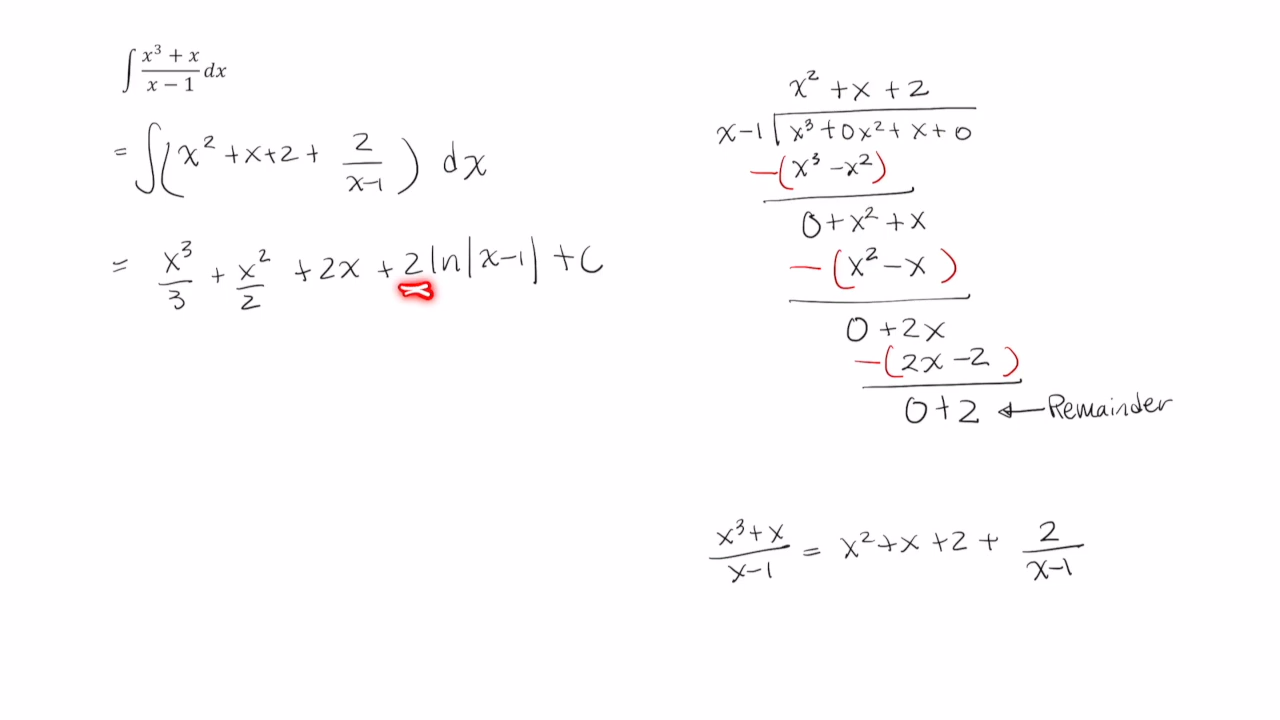 ∫ x³ + x / x − 1 dx
= ∫(x² + x + 2 + 2/x−1) dx
= x³/3 + x²/2 + 2x + 2ln|x−1| + C
x² + x + 2
x−1 | x³ + 0x² + x + 0
−(x³ − x²)
0 + x² + x
−(x² − x)
0 + 2x
−(2x − 2)
0 + 2 ← Remainder
x³+x/x−1 = x² + x + 2 + 2/x−1